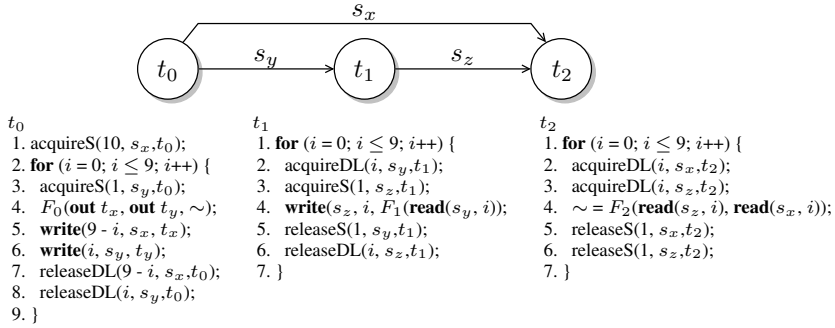 s_x
t_0 s_y t_1 s_z t_2
t_0
1. acquireS(10, s_x,t_0);
2. for (i = 0; i ≤ 9; i++) {
3. acquireS(1, s_y,t_0);
4. F_0(out t_x, out t_y, ∼);
5. write(9 - i, s_x, t_x);
6. write(i, s_y, t_y);
7. releaseDL(9 - i, s_x,t_0);
8. releaseDL(i, s_y,t_0);
9. }
t_1
1. for (i = 0; i ≤ 9; i++) {
2. acquireDL(i, s_y,t_1);
3. acquireS(1, s_z,t_1);
4. write(s_z, i, F_1(read(s_y, i));
5. releaseS(1, s_y,t_1);
6. releaseDL(i, s_z,t_1);
7. }
t_2
1. for (i = 0; i ≤ 9; i++) {
2. acquireDL(i, s_x,t_2);
3. acquireDL(i, s_z,t_2);
4. ∼ = F_2(read(s_z, i), read(s_x, i));
5. releaseS(1, s_x,t_2);
6. releaseS(1, s_z,t_2);
7. }